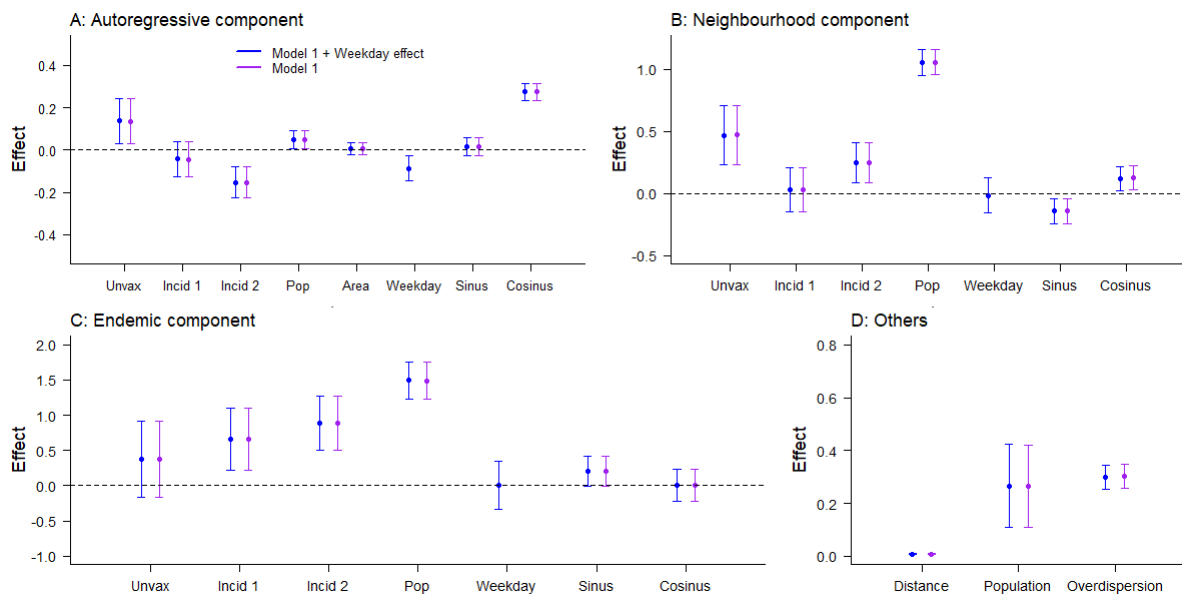 A: Autoregressive component
Model 1 + Weekday effect
Model 1
Effect
0.4
0.2
0.0
-0.2
-0.4
Unvax Incid 1 Incid 2 Pop Area Weekday Sinus Cosinus
B: Neighbourhood component
Effect
1.0
0.5
0.0
-0.5
Unvax Incid 1 Incid 2 Pop Weekday Sinus Cosinus
C: Endemic component
Effect
2.0
1.5
1.0
0.5
0.0
-0.5
-1.0
Unvax Incid 1 Incid 2 Pop Weekday Sinus Cosinus
D: Others
Effect
0.8
0.6
0.4
0.2
0.0
Distance Population Overdispersion